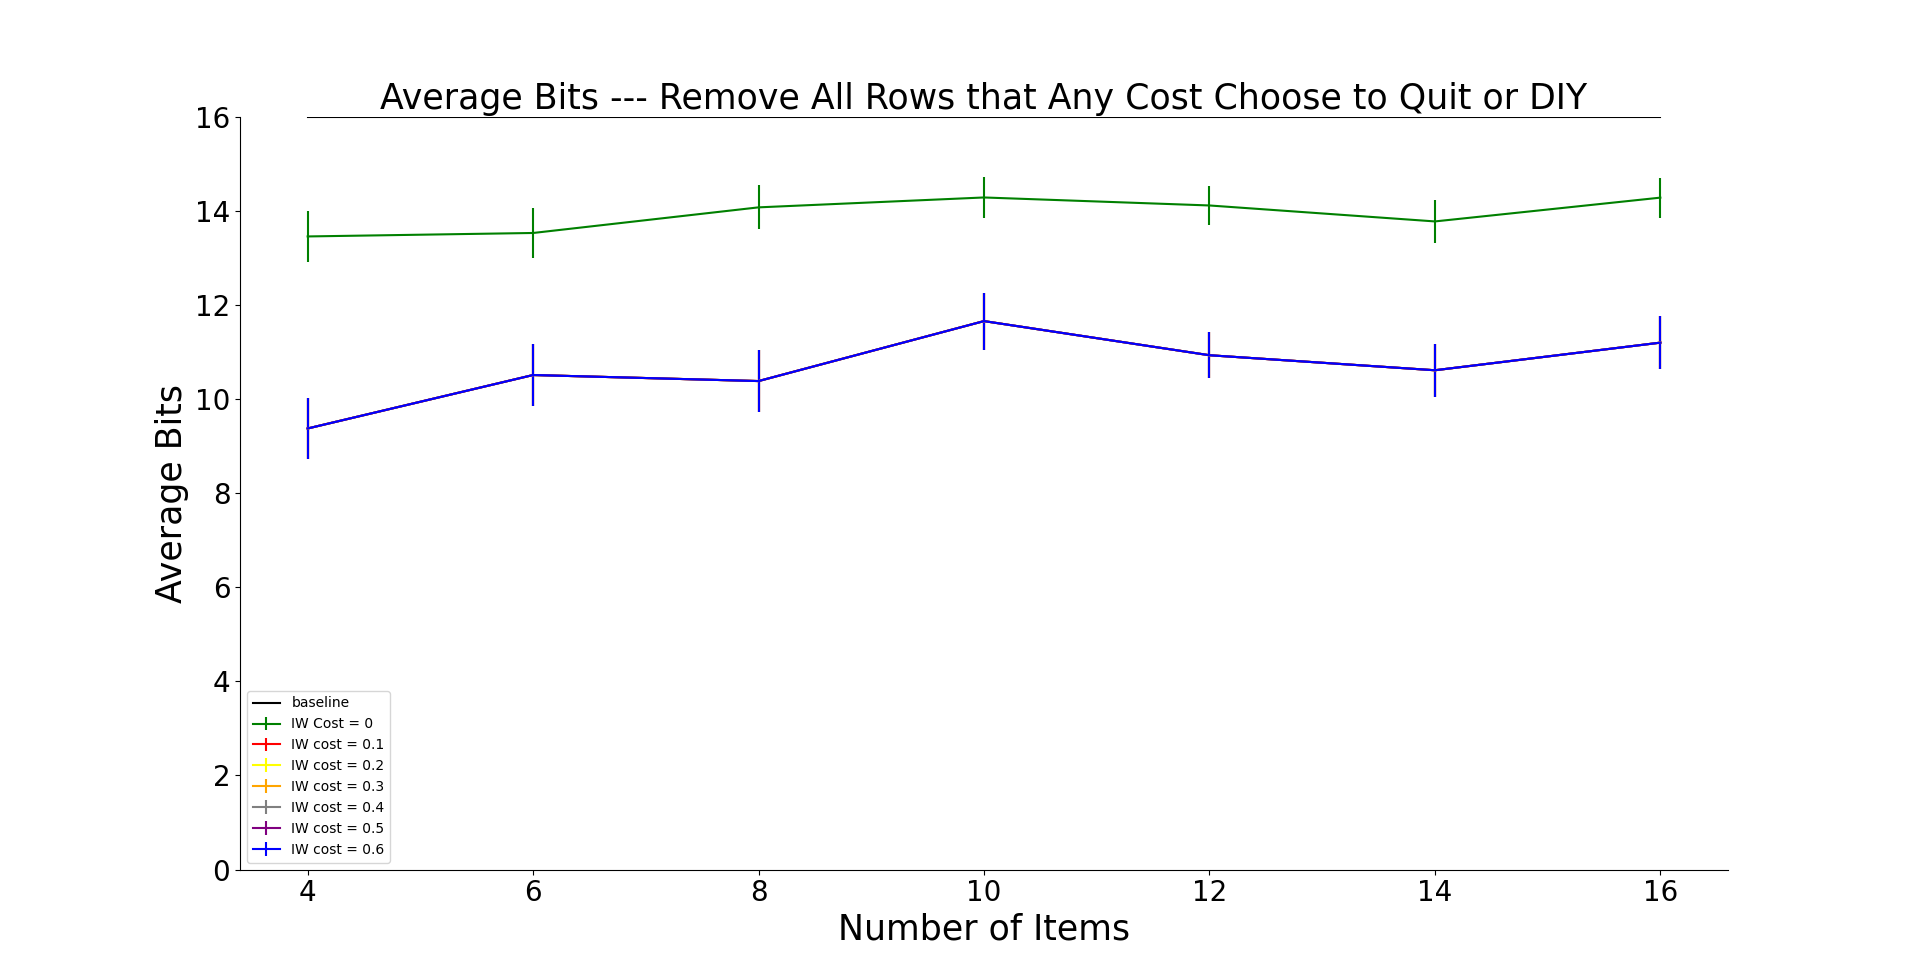 Average Bits --- Remove All Rows that Any Cost Choose to Quit or DIY
16
14
12
10
8
6
4
2
0
Average Bits
baseline
IW Cost = 0
IW cost = 0.1
IW cost = 0.2
IW cost = 0.3
IW cost = 0.4
IW cost = 0.5
IW cost = 0.6
4 6 8 10 12 14 16
Number of Items